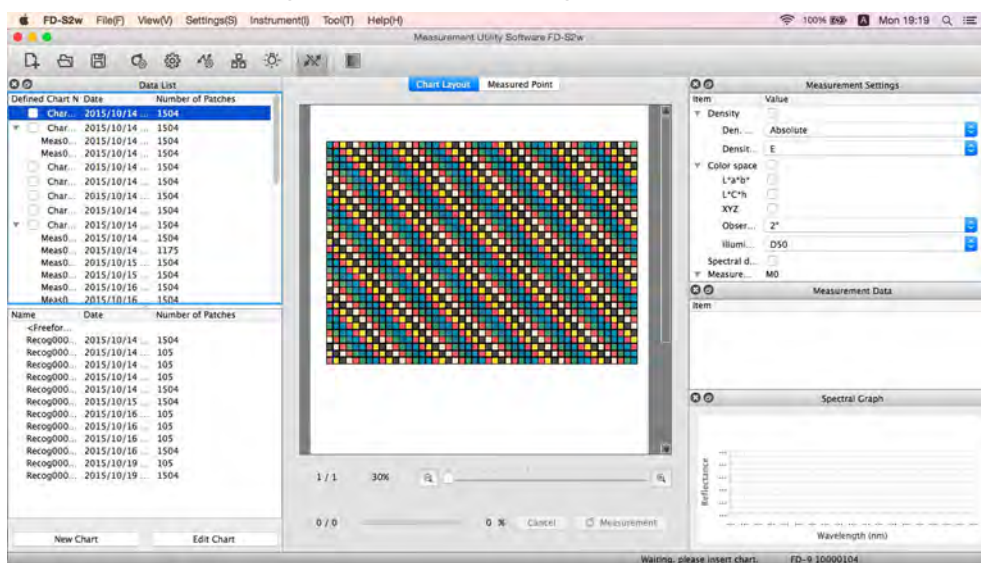 FD-S2w File(F) View(V) Settings(S) Instrument(I) Tool(T) Help(H) 100% A Mon 19:19
Measurement Utility Software FD-S2w
Data List
Defined Chart N Date Number of Patches
Char... 2015/10/14 ... 1504
Char... 2015/10/14 ... 1504
Meas0... 2015/10/14 ... 1504
Char... 2015/10/14 ... 1504
Char... 2015/10/14 ... 1504
Char... 2015/10/14 ... 1504
Char... 2015/10/14 ... 1504
Char... 2015/10/14 ... 1504
Meas0... 2015/10/14 ... 1504
Meas0... 2015/10/14 ... 1175
Meas0... 2015/10/15 ... 1504
Meas0... 2015/10/16 ... 1504
Meas0... 2015/10/16 ... 1504
Name Date Number of Patches
<Freefor...
Recog000... 2015/10/14 ... 1504
Recog000... 2015/10/14 ... 105
Recog000... 2015/10/14 ... 105
Recog000... 2015/10/14 ... 105
Recog000... 2015/10/14 ... 105
Recog000... 2015/10/15 ... 1504
Recog000... 2015/10/16 ... 105
Recog000... 2015/10/16 ... 105
Recog000... 2015/10/16 ... 105
Recog000... 2015/10/16 ... 1504
Recog000... 2015/10/19 ... 105
Recog000... 2015/10/19 ... 1504
New Chart Edit Chart
Chart Layout Measured Point
1 / 1 30%
0 / 0 0 % Cancel Measurement
Measurement Settings
Item Value
Density
Den. ... Absolute
Densit... E
Color space
L*a*b*
L*C*h
XYZ
Obser... 2°
Illumi... D50
Spectral d...
Measure... M0
Measurement Data
Item
Spectral Graph
Reflectance
Wavelength (nm)
Waiting, please insert chart. FD-9 10000104